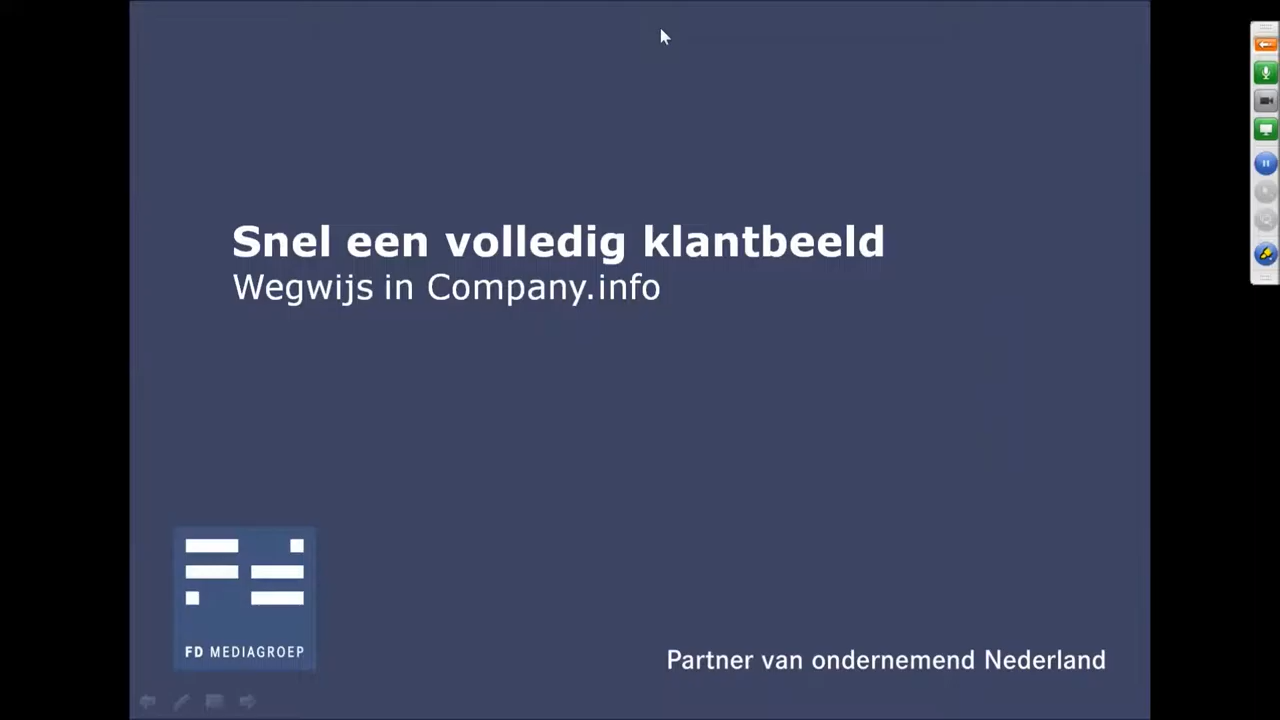 Snel een volledig klantbeeld
Wegwijs in Company.info
FD MEDIAGROEP
Partner van ondernemend Nederland